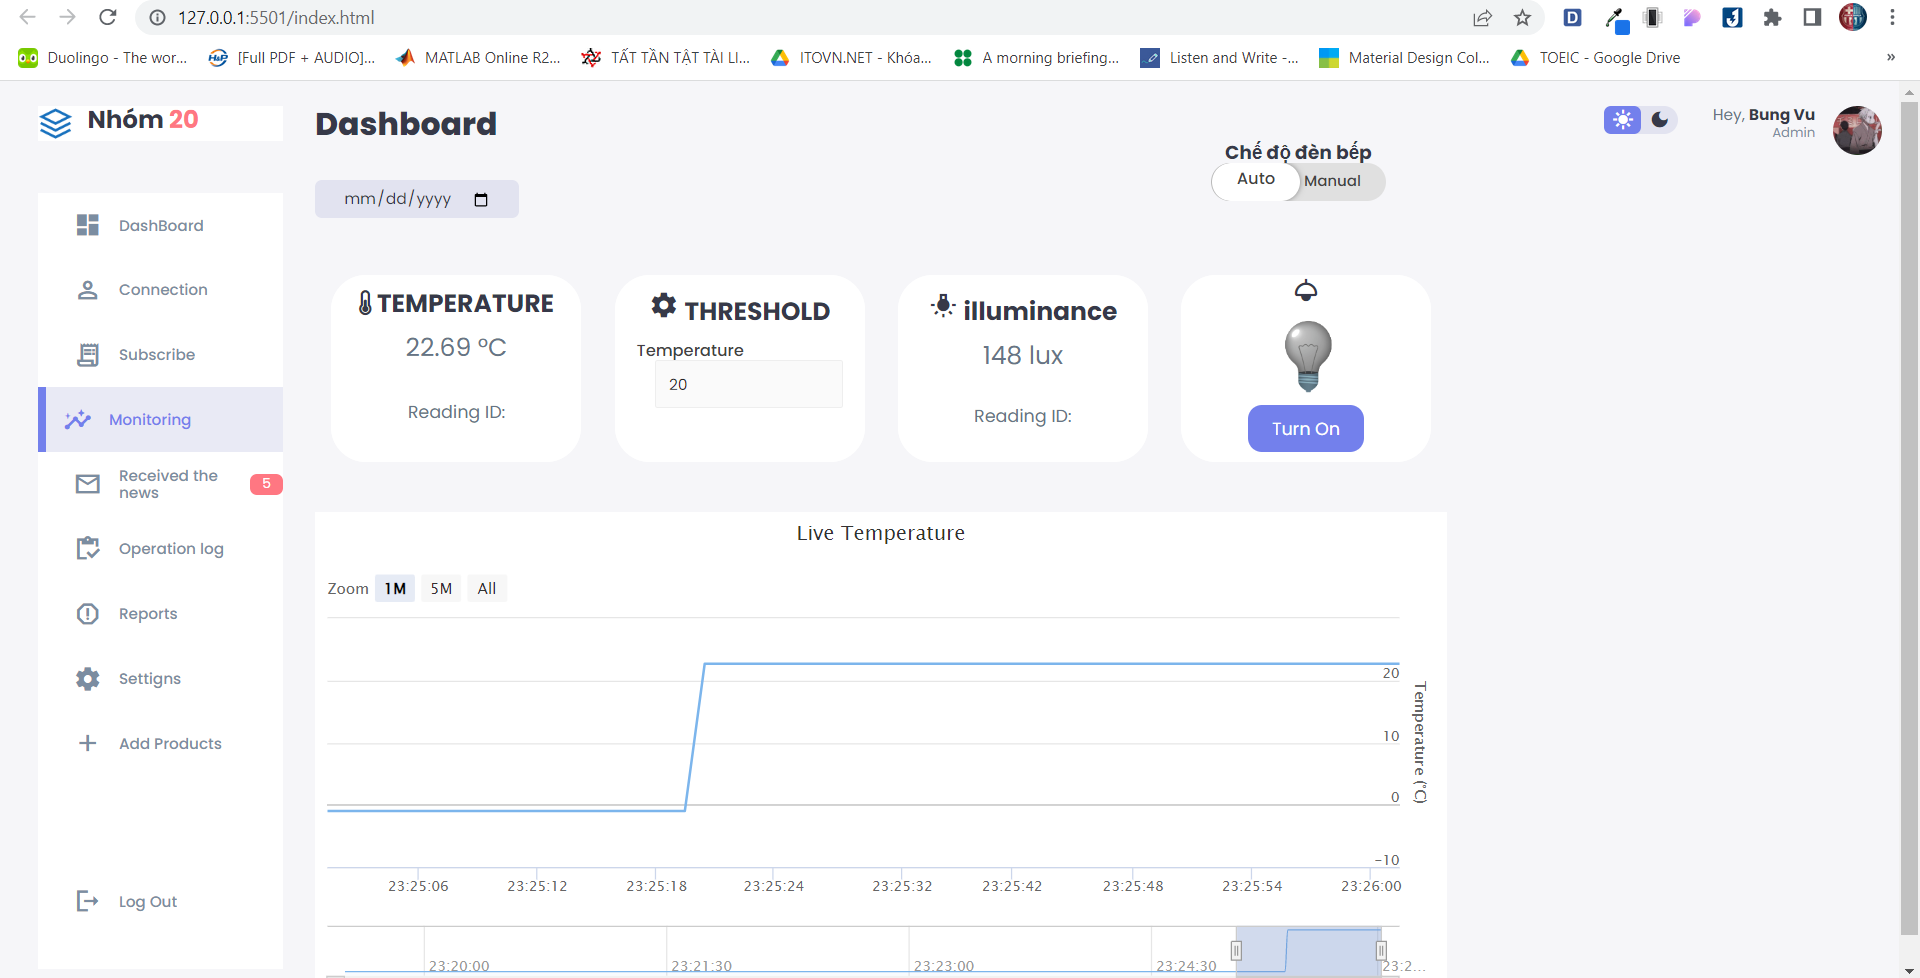 127.0.0.1:5501/index.html
Duolingo - The wor...
[Full PDF + AUDIO]...
MATLAB Online R2...
TẤT TẦN TẬT TÀI LI...
ITOVN.NET - Khóa...
A morning briefing...
Listen and Write -...
Material Design Col...
TOEIC - Google Drive
»
Nhóm 20
Dashboard
Hey, Bung Vu
Admin
Chế độ đèn bếp
Auto
Manual
mm/dd/yyyy
DashBoard
Connection
Subscribe
Monitoring
Received the
news
5
Operation log
Reports
Settigns
Add Products
Log Out
TEMPERATURE
22.69 °C
Reading ID:
THRESHOLD
Temperature
20
illuminance
148 lux
Reading ID:
Turn On
Live Temperature
Zoom 1M 5M All
20
10
0
-10
Temperature (°C)
23:25:06 23:25:12 23:25:18 23:25:24 23:25:32 23:25:42 23:25:48 23:25:54 23:26:00
23:20:00 23:21:30 23:23:00 23:24:30 23:2...